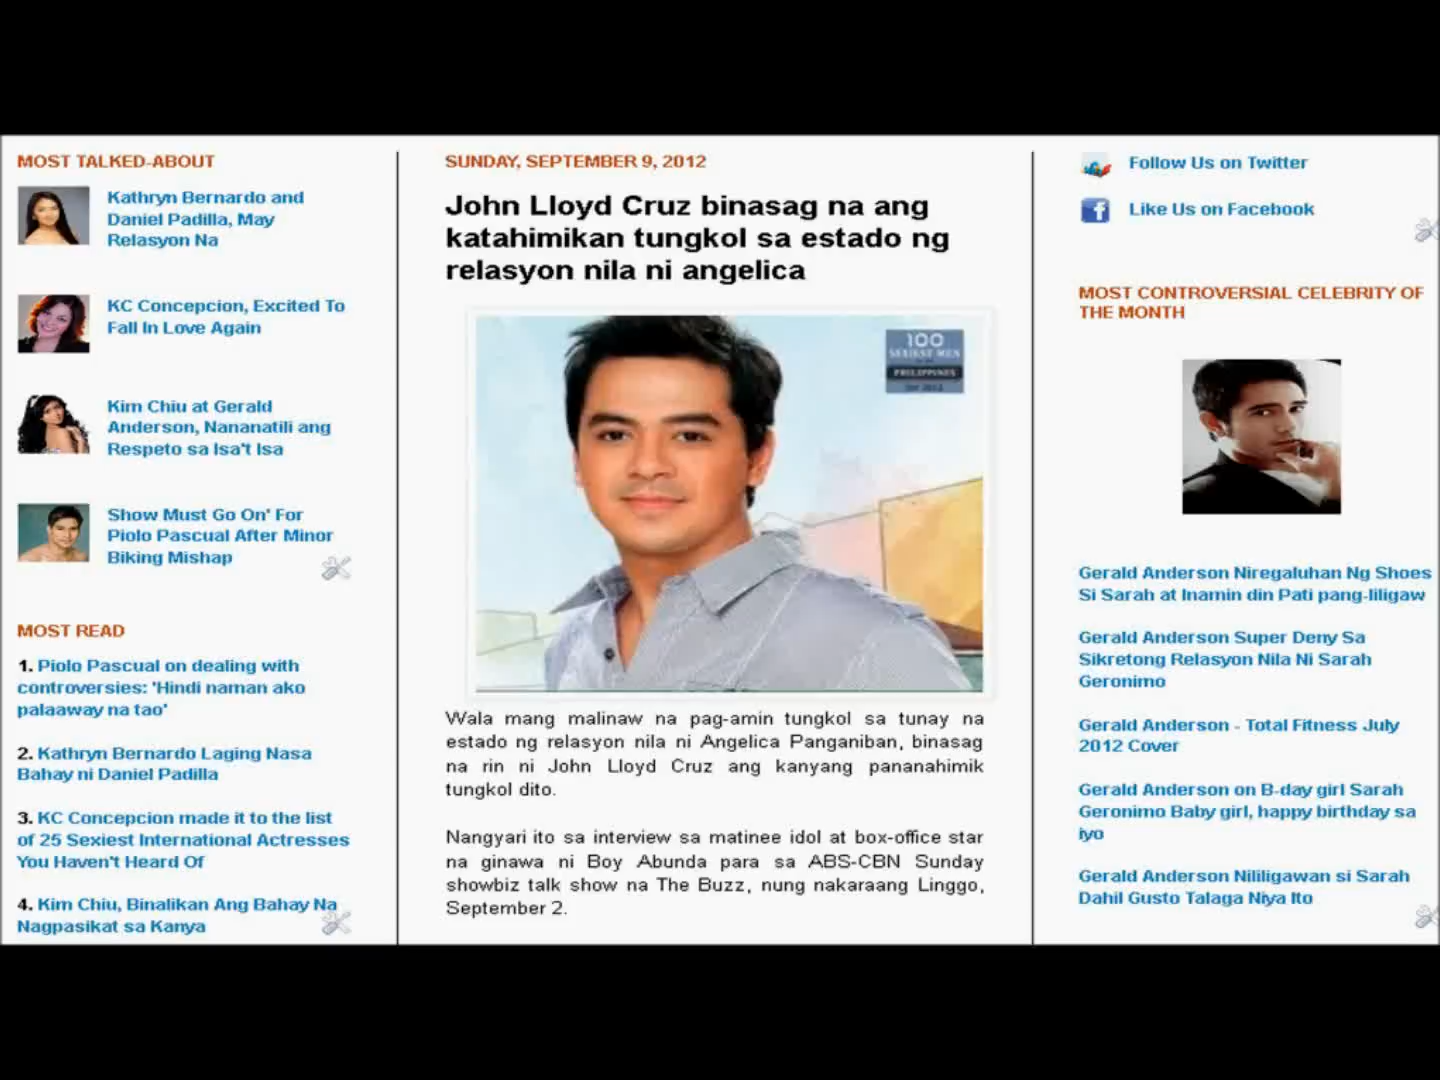 MOST TALKED-ABOUT
Kathryn Bernardo and
Daniel Padilla, May
Relasyon Na
KC Concepcion, Excited To
Fall In Love Again
Kim Chiu at Gerald
Anderson, Nananatili ang
Respeto sa Isa't Isa
Show Must Go On' For
Piolo Pascual After Minor
Biking Mishap
MOST READ
1. Piolo Pascual on dealing with
controversies: 'Hindi naman ako
palaaway na tao'
2. Kathryn Bernardo Laging Nasa
Bahay ni Daniel Padilla
3. KC Concepcion made it to the list
of 25 Sexiest International Actresses
You Haven't Heard Of
4. Kim Chiu, Binalikan Ang Bahay Na
Nagpasikat sa Kanya
SUNDAY, SEPTEMBER 9, 2012
John Lloyd Cruz binasag na ang
katahimikan tungkol sa estado ng
relasyon nila ni angelica
100
SEXIEST MEN
PHILIPPINES
Wala mang malinaw na pag-amin tungkol sa tunay na
estado ng relasyon nila ni Angelica Panganiban, binasag
na rin ni John Lloyd Cruz ang kanyang pananahimik
tungkol dito.
Nangyari ito sa interview sa matinee idol at box-office star
na ginawa ni Boy Abunda para sa ABS-CBN Sunday
showbiz talk show na The Buzz, nung nakaraang Linggo,
September 2.
Follow Us on Twitter
Like Us on Facebook
MOST CONTROVERSIAL CELEBRITY OF
THE MONTH
Gerald Anderson Niregaluhan Ng Shoes
Si Sarah at Inamin din Pati pang-liligaw
Gerald Anderson Super Deny Sa
Sikretong Relasyon Nila Ni Sarah
Geronimo
Gerald Anderson - Total Fitness July
2012 Cover
Gerald Anderson on B-day girl Sarah
Geronimo Baby girl, happy birthday sa
iyo
Gerald Anderson Nililigawan si Sarah
Dahil Gusto Talaga Niya Ito